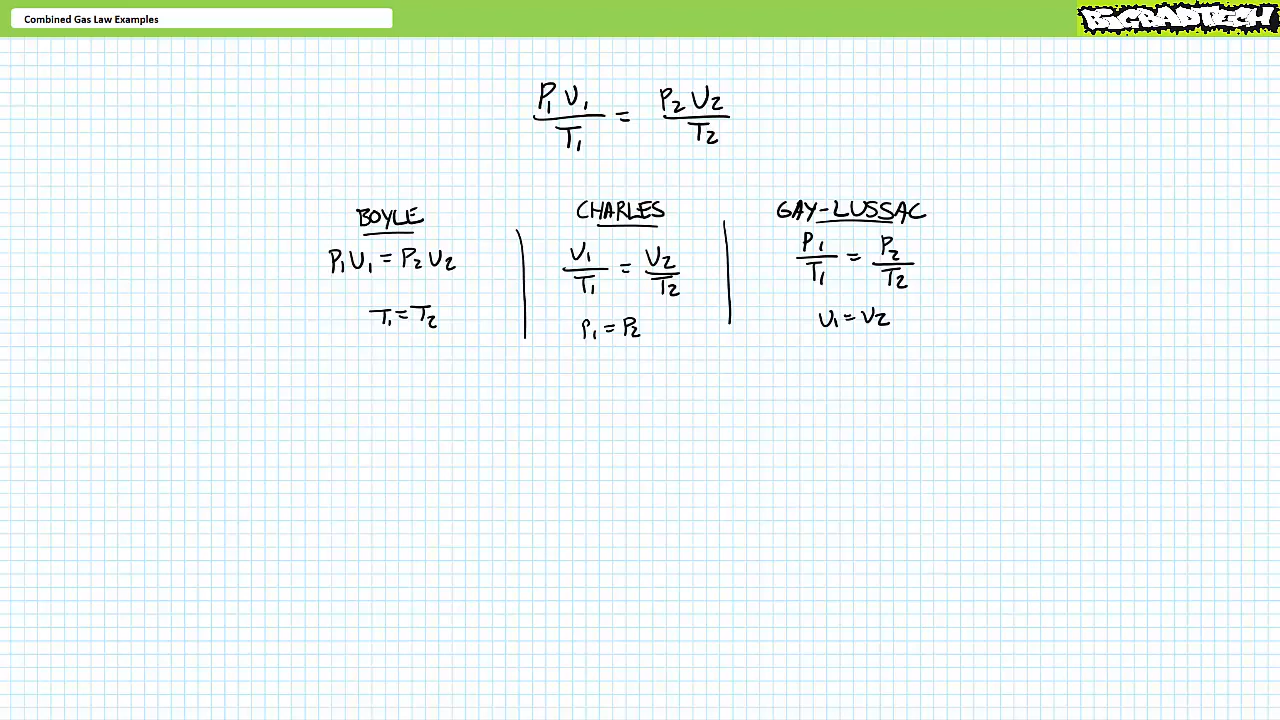 Combined Gas Law Examples
BIGBADTECH
P₁V₁/T₁ = P₂V₂/T₂
BOYLE
P₁V₁ = P₂V₂
T₁ = T₂
CHARLES
V₁/T₁ = V₂/T₂
P₁ = P₂
GAY-LUSSAC
P₁/T₁ = P₂/T₂
V₁ = V₂